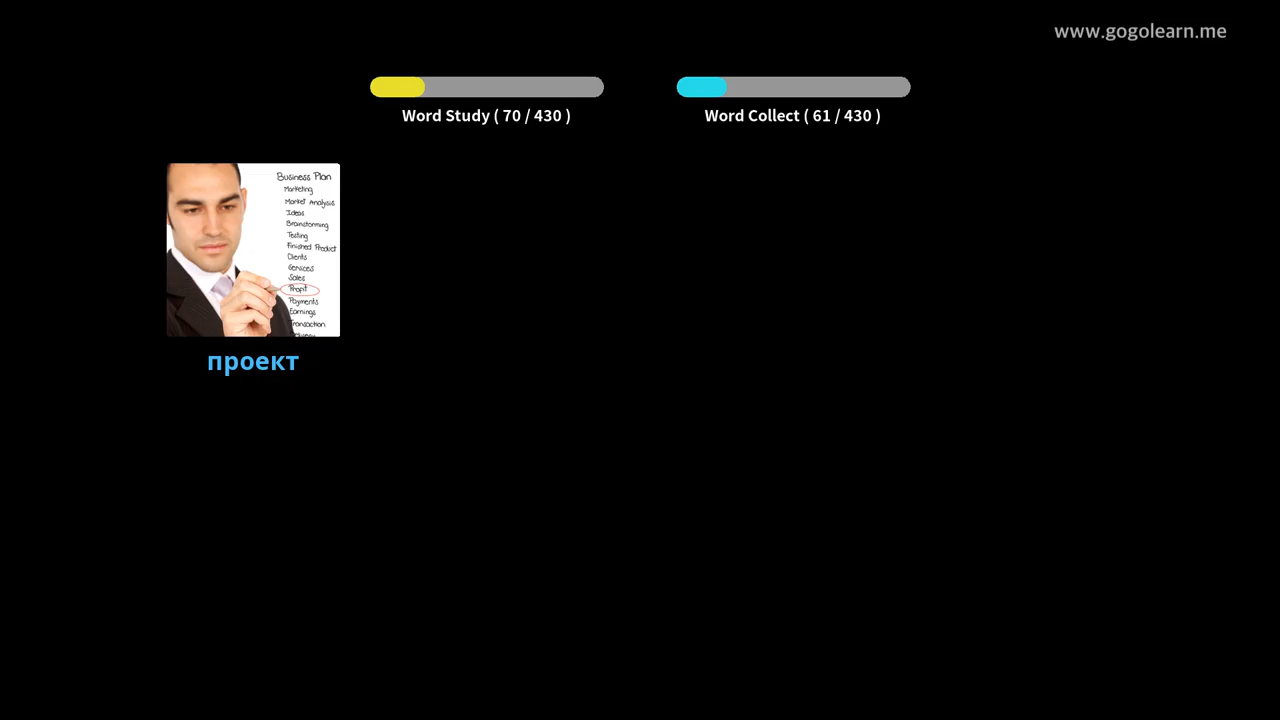 www.gogolearn.me
Word Study ( 70 / 430 )
Word Collect ( 61 / 430 )
Business Plan
Marketing
Market Analysis
Ideas
Brainstorming
Testing
Finished Product
Clients
Services
Sales
Profit
Payments
Earnings
Transaction
проект